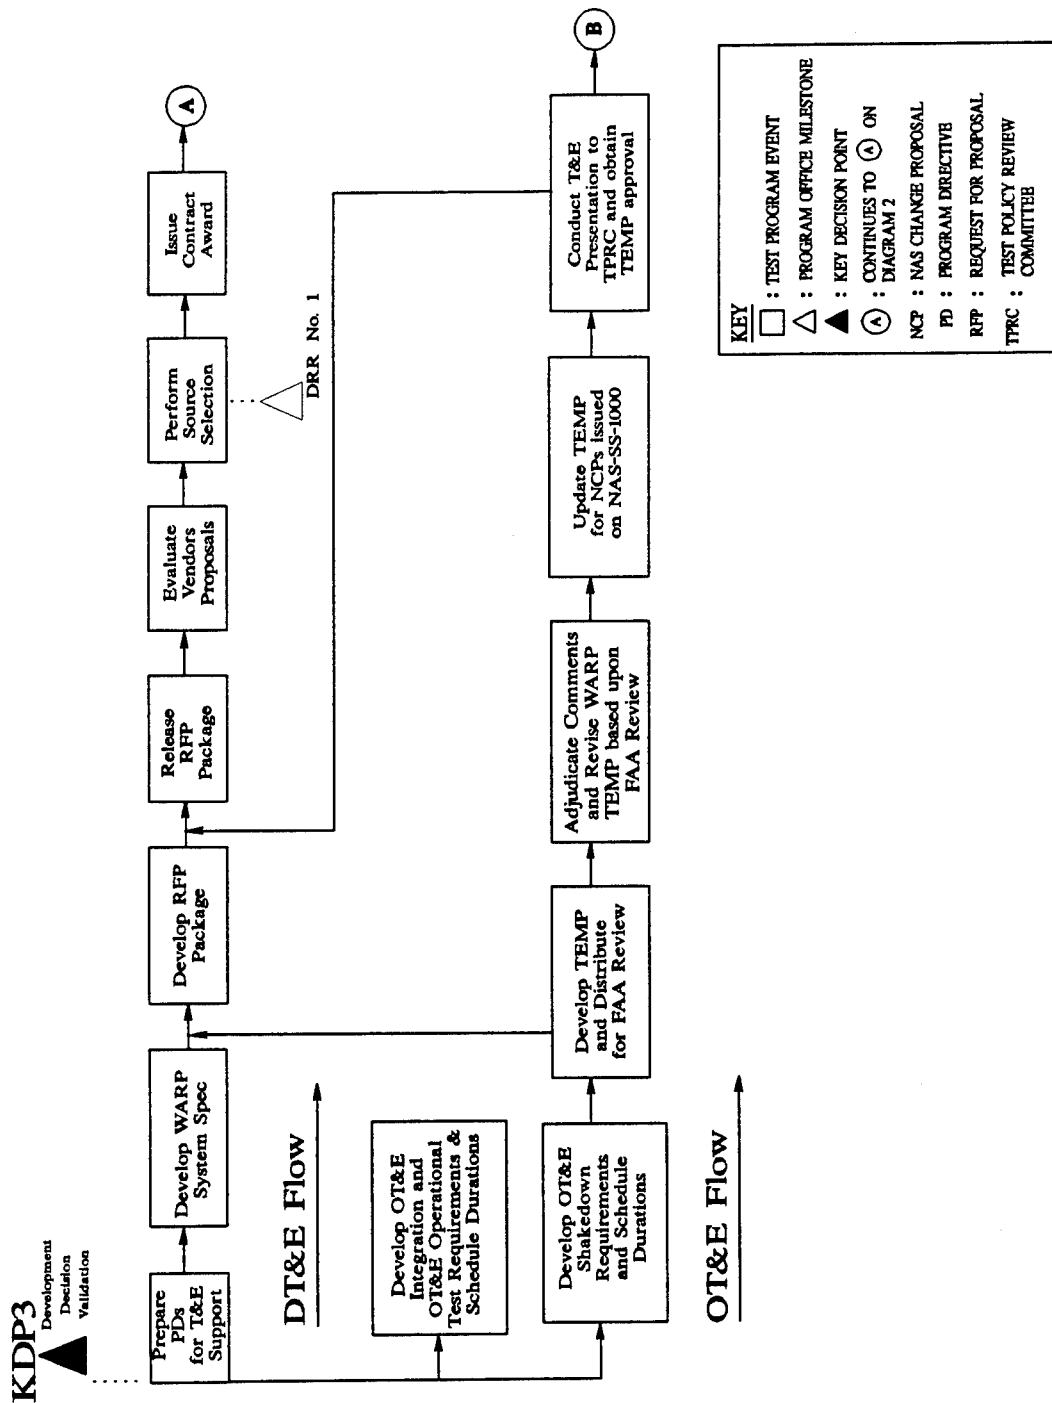 KDP3
Development
Decision
Validation
Prepare
PDs
for T&E
Support
Develop WARP
System Spec
Develop RFP
Package
Release
RFP
Package
Evaluate
Vendors
Proposals
Perform
Source
Selection
Issue
Contract
Award
A
DRR No. 1
DT&E Flow
Develop OT&E
Integration and
OT&E Operational
Test Requirements &
Schedule Durations
Develop OT&E
Shakedown
Requirements
and Schedule
Durations
Develop TEMP
and Distribute
for FAA Review
Adjudicate Comments
and Revise WARP
TEMP based upon
FAA Review
Update TEMP
for NCPs issued
on NAS-SS-1000
Conduct T&E
Presentation to
TPRC and obtain
TEMP approval
B
OT&E Flow
KEY
: TEST PROGRAM EVENT
: PROGRAM OFFICE MILESTONE
: KEY DECISION POINT
A : CONTINUES TO A ON
DIAGRAM 2
NCP : NAS CHANGE PROPOSAL
PD : PROGRAM DIRECTIVE
RFP : REQUEST FOR PROPOSAL
TPRC : TEST POLICY REVIEW
COMMITTEE